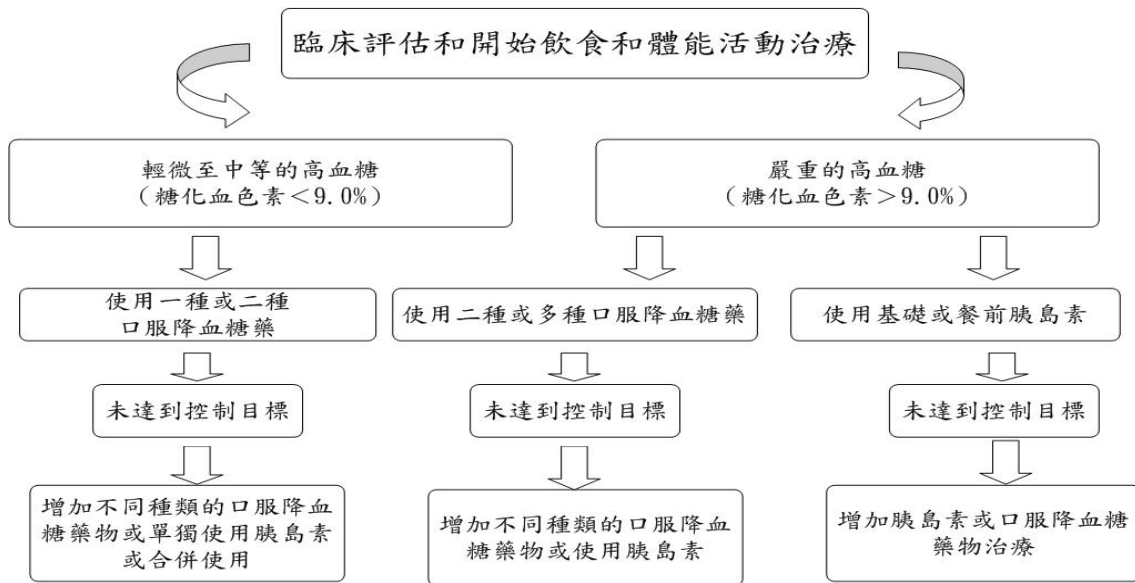 臨床評估和開始飲食和體能活動治療
輕微至中等的高血糖
（糖化血色素＜9.0%）
嚴重的高血糖
（糖化血色素＞9.0%）
使用一種或二種
口服降血糖藥
使用二種或多種口服降血糖藥
使用基礎或餐前胰島素
未達到控制目標
未達到控制目標
未達到控制目標
增加不同種類的口服降血
糖藥物或單獨使用胰島素
或合併使用
增加不同種類的口服降血
糖藥物或使用胰島素
增加胰島素或口服降血糖
藥物治療